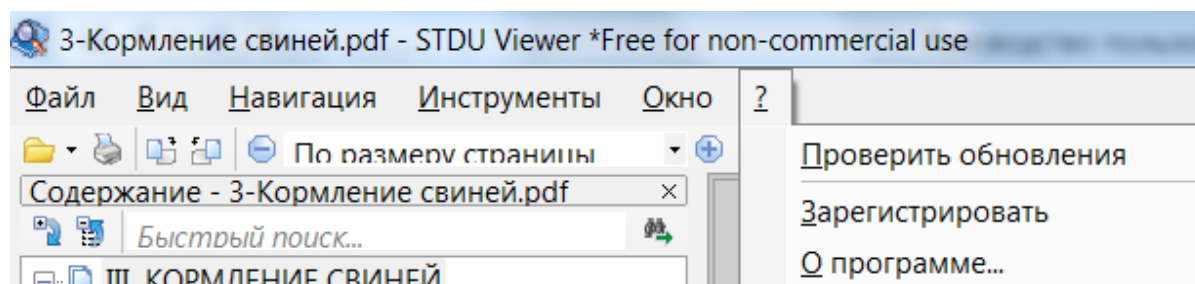 3-Кормление свиней.pdf - STDU Viewer *Free for non-commercial use
Файл Вид Навигация Инструменты Окно ?
По размеру страницы
Проверить обновления
Содержание - 3-Кормление свиней.pdf
Зарегистрировать
Быстрый поиск...
О программе...
III. КОРМЛЕНИЕ СВИНЕЙ